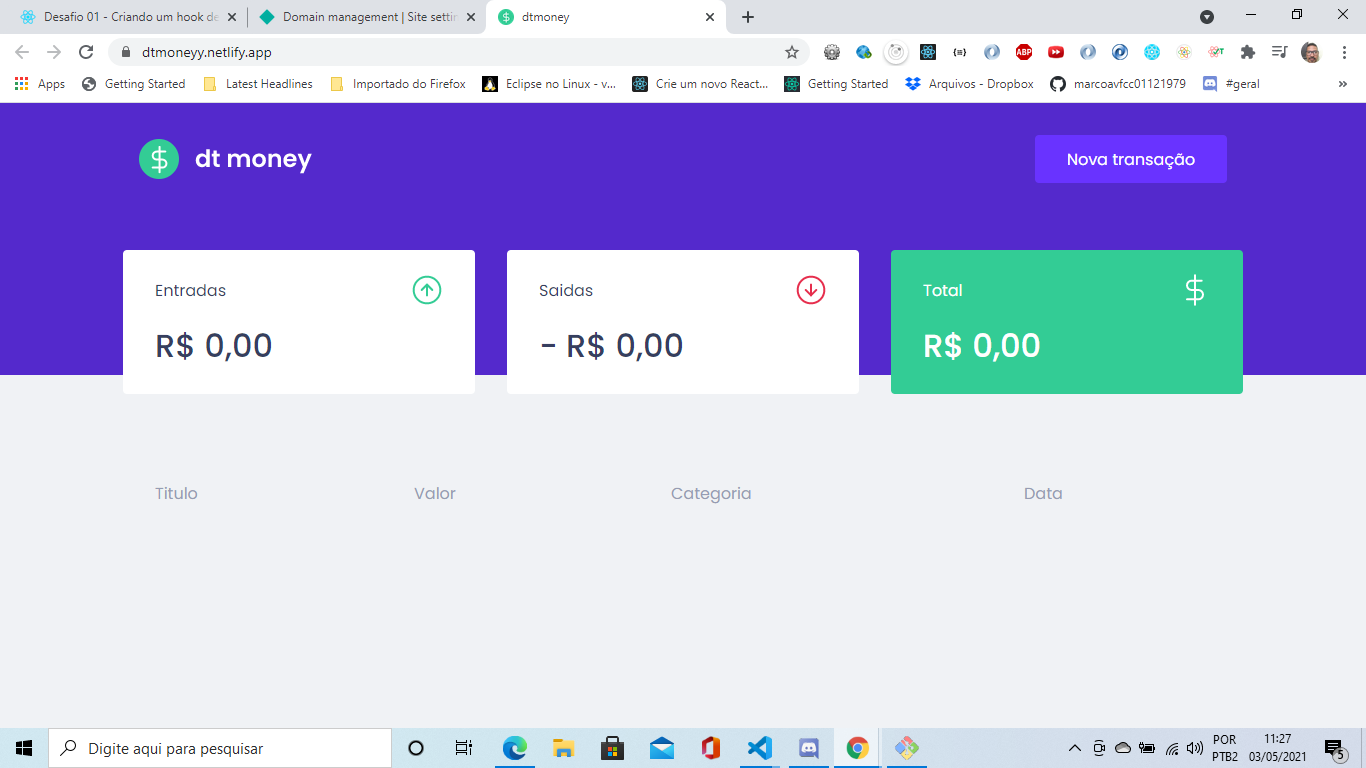 Desafio 01 - Criando um hook de
Domain management | Site settin
dtmoney
dtmoneyy.netlify.app
ABP
Apps
Getting Started
Latest Headlines
Importado do Firefox
Eclipse no Linux - v...
Crie um novo React...
Getting Started
Arquivos - Dropbox
marcoavfcc01121979
#geral
»
$ dt money
Nova transação
Entradas
R$ 0,00
Saidas
- R$ 0,00
Total
$
R$ 0,00
Titulo
Valor
Categoria
Data
Digite aqui para pesquisar
POR
PTB2
11:27
03/05/2021
5